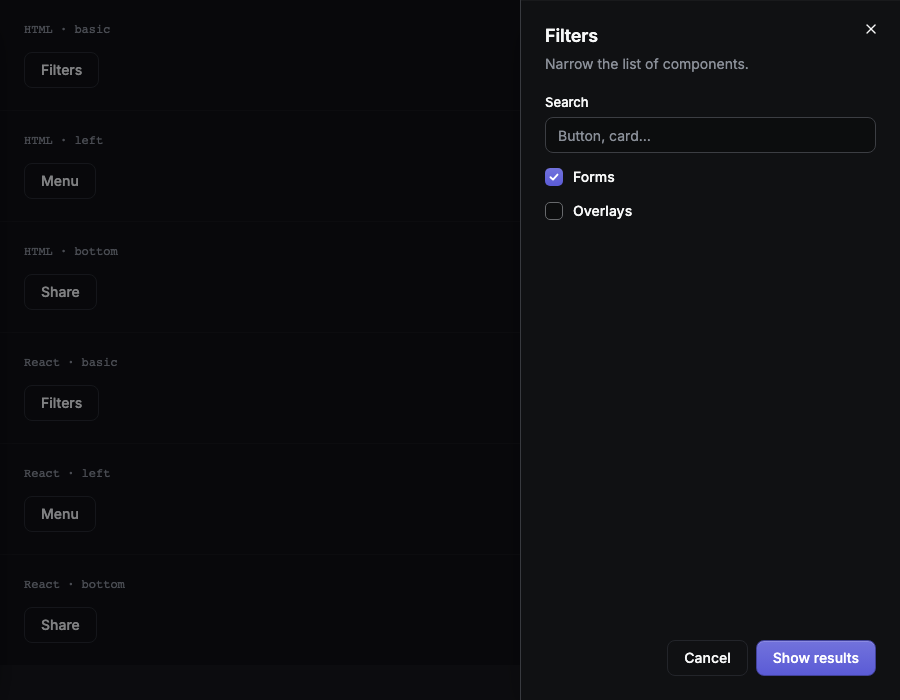 HTML · basic
Filters
HTML · left
Menu
HTML · bottom
Share
React · basic
Filters
React · left
Menu
React · bottom
Share
Filters
Narrow the list of components.
Search
Button, card...
Forms
Overlays
Cancel
Show results